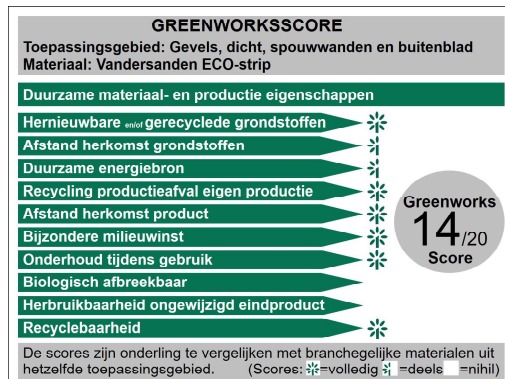 GREENWORKSSCORE
Toepassingsgebied: Gevels, dicht, spouwwanden en buitenblad
Materiaal: Vandersanden ECO-strip
Duurzame materiaal- en productie eigenschappen
Hernieuwbare en/of gerecyclede grondstoffen
Afstand herkomst grondstoffen
Duurzame energiebron
Recycling productieafval eigen productie
Afstand herkomst product
Bijzondere milieuwinst
Onderhoud tijdens gebruik
Biologisch afbreekbaar
Herbruikbaarheid ongewijzigd eindproduct
Recyclebaarheid
Greenworks
14/20
Score
De scores zijn onderling te vergelijken met branchegelijke materialen uit
hetzelfde toepassingsgebied. (Scores: =volledig =deels =nihil)